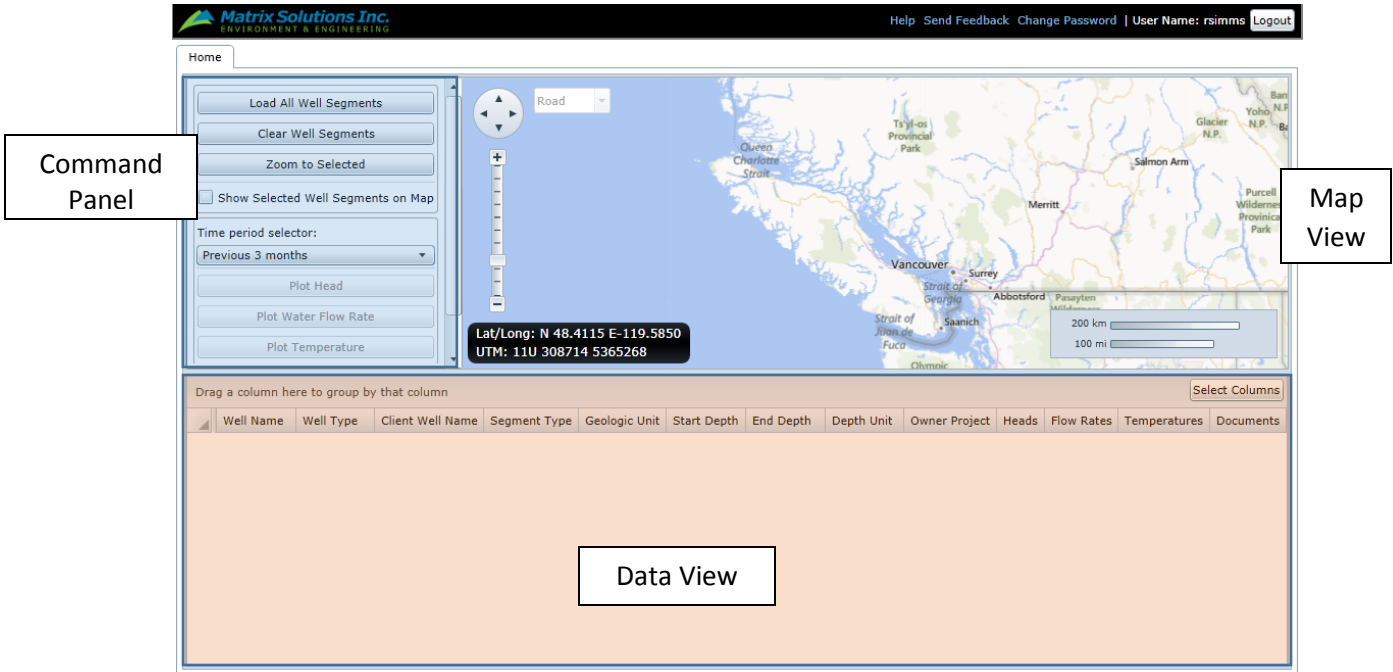 Matrix Solutions Inc.
ENVIRONMENT & ENGINEERING
Help Send Feedback Change Password | User Name: rsimms Logout
Home
Load All Well Segments
Clear Well Segments
Zoom to Selected
Show Selected Well Segments on Map
Time period selector:
Previous 3 months
Plot Head
Plot Water Flow Rate
Plot Temperature
Command
Panel
Road
Queen
Charlotte
Strait
Ts'yl-os
Provincial
Park
Glacier
N.P.
Yoho
N.P.
Salmon Arm
Merritt
Purcell
Park
Vancouver
Surrey
Strait of
Georgia
Abbotsford
Pasayten
Strait of
Juan de
Fuca
Saanich
Olympic
200 km
100 mi
Lat/Long: N 48.4115 E-119.5850
UTM: 11U 308714 5365268
Map
View
Drag a column here to group by that column
Select Columns
Well Name Well Type Client Well Name Segment Type Geologic Unit Start Depth End Depth Depth Unit Owner Project Heads Flow Rates Temperatures Documents
Data View